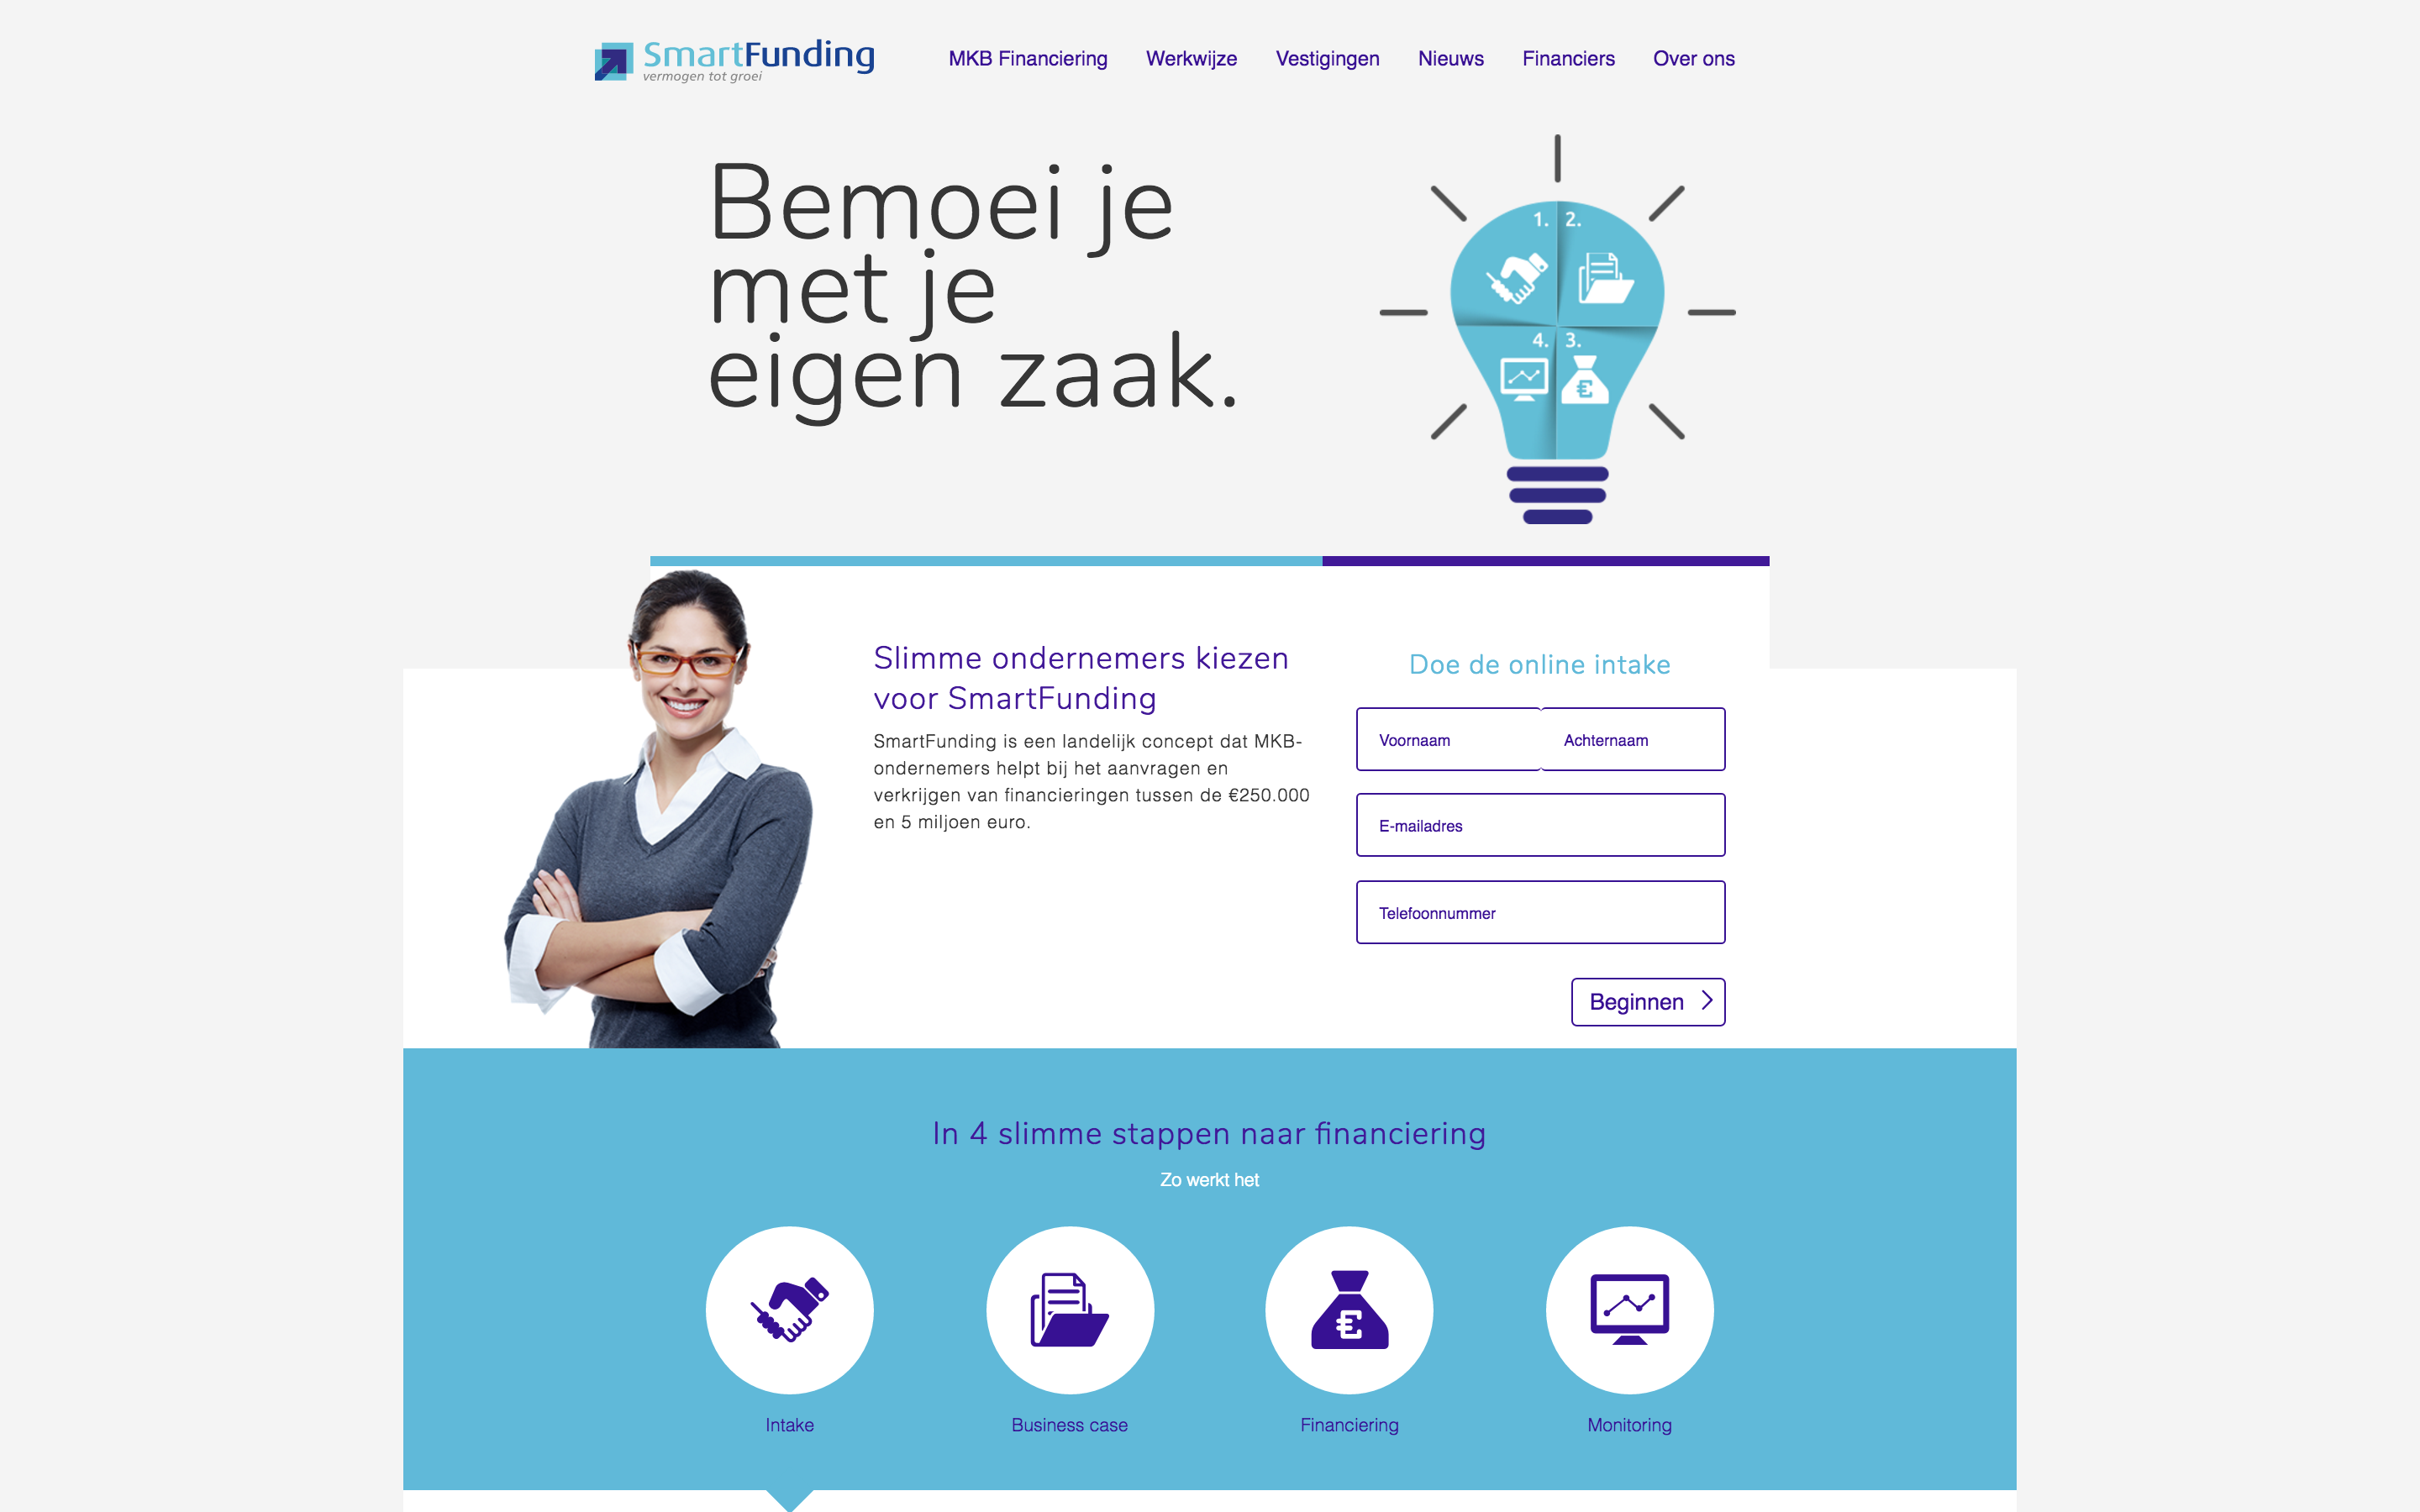 SmartFunding
vermogen tot groei
MKB Financiering Werkwijze Vestigingen Nieuws Financiers Over ons
Bemoei je
met je
eigen zaak.
1. 2.
4. 3.
€
Slimme ondernemers kiezen
voor SmartFunding
SmartFunding is een landelijk concept dat MKB-
ondernemers helpt bij het aanvragen en
verkrijgen van financieringen tussen de €250.000
en 5 miljoen euro.
Doe de online intake
Voornaam Achternaam
E-mailadres
Telefoonnummer
Beginnen
In 4 slimme stappen naar financiering
Zo werkt het
€
Intake Business case Financiering Monitoring